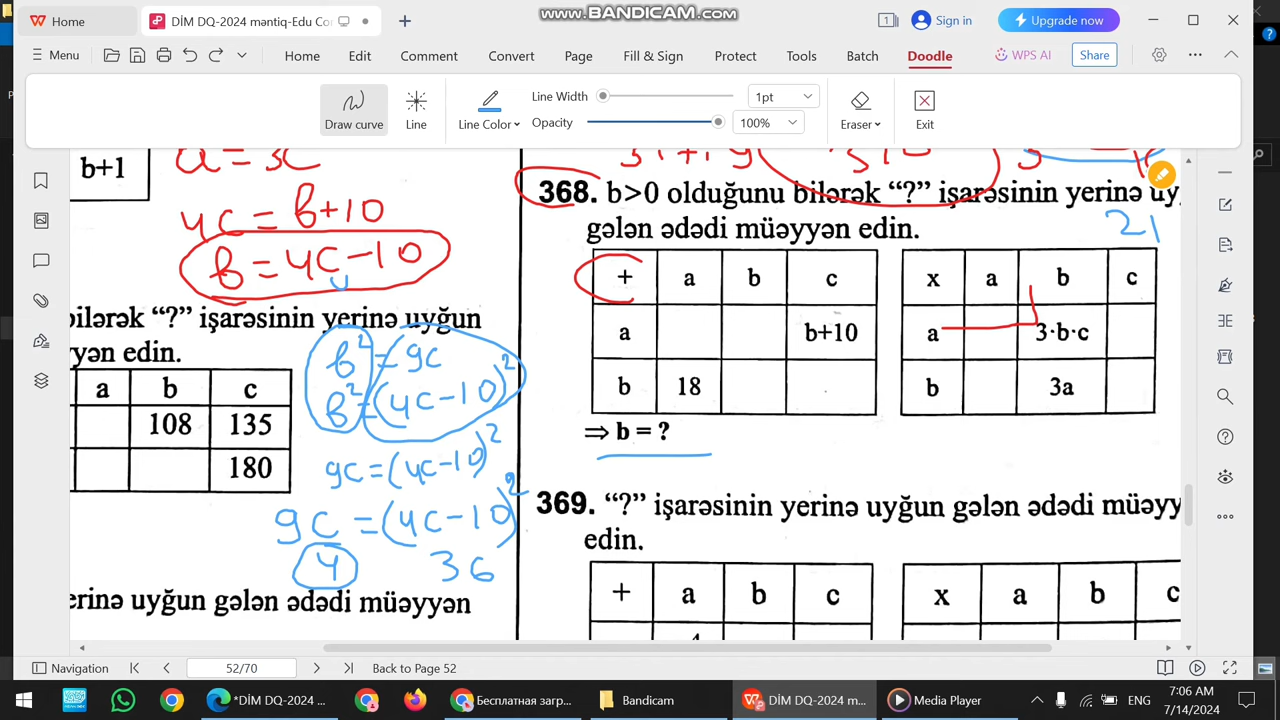 www.BANDICAM.com
Home
DİM DQ-2024 məntiq-Edu Co
Sign in
Upgrade now
Menu
Home
Edit
Comment
Fill & Sign
Page
Protect
Tools
Batch
Doodle
WPS AI
Share
Draw curve
Line
Line Color
Line Width
1pt
Opacity
100%
Eraser
Exit
b+1
a = 3c
4c = b+10
b = 4c-10
bilərək “?” işarəsinin yerinə uyğun
yən edin.
a b c
108 135
180
b² = 9c
b² = (4c-10)²
9c = (4c-10)²
9c = (4c-10)²
4 36
erinə uyğun gələn ədədi müəyyən
368. b>0 olduğunu bilərək “?” işarəsinin yerinə uy
gələn ədədi müəyyən edin.
21
+ a b c
a b+10
b 18
x a b c
a 3·b·c
b 3a
⇒ b = ?
369. “?” işarəsinin yerinə uyğun gələn ədədi müəyy
edin.
+ a b c
x a b c
Navigation
52/70
Back to Page 52
*DİM DQ-2024 ...
Бесплатная загр...
Bandicam
DİM DQ-2024 m...
Media Player
ENG
7:06 AM
7/14/2024